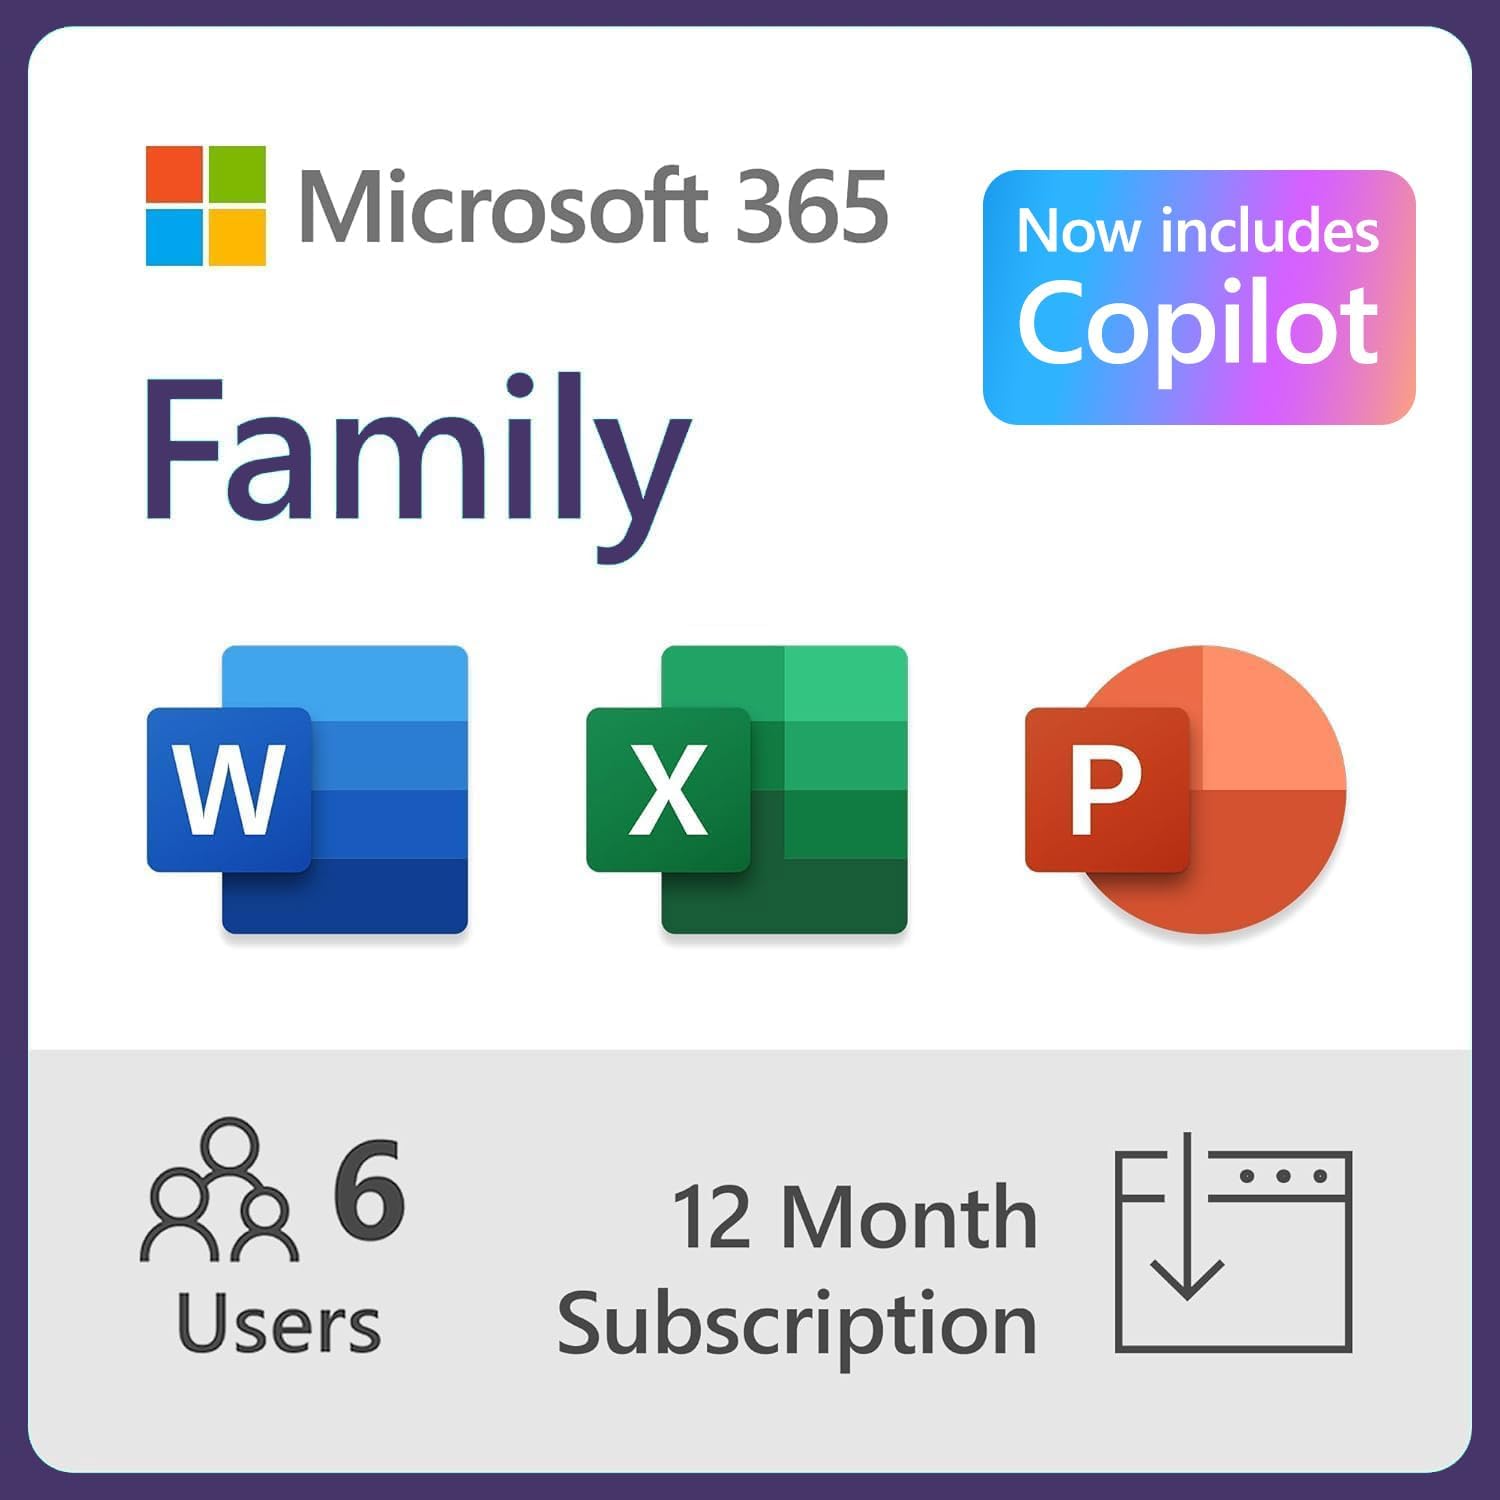 Microsoft 365
Now includes
Copilot
Family
W
X
P
6
Users
12 Month
Subscription